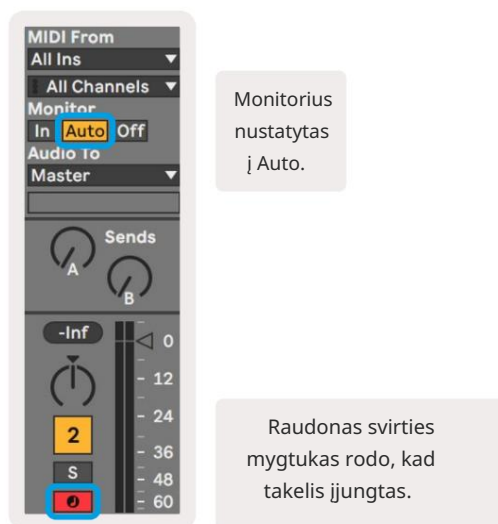 MIDI From
All Ins
All Channels
Monitor
In Auto Off
Audio To
Master
Sends
A
B
-Inf
0
12
24
36
48
60
2
S
Monitorius
nustatytas
į Auto.
Raudonas svirties
mygtukas rodo, kad
takelis įjungtas.